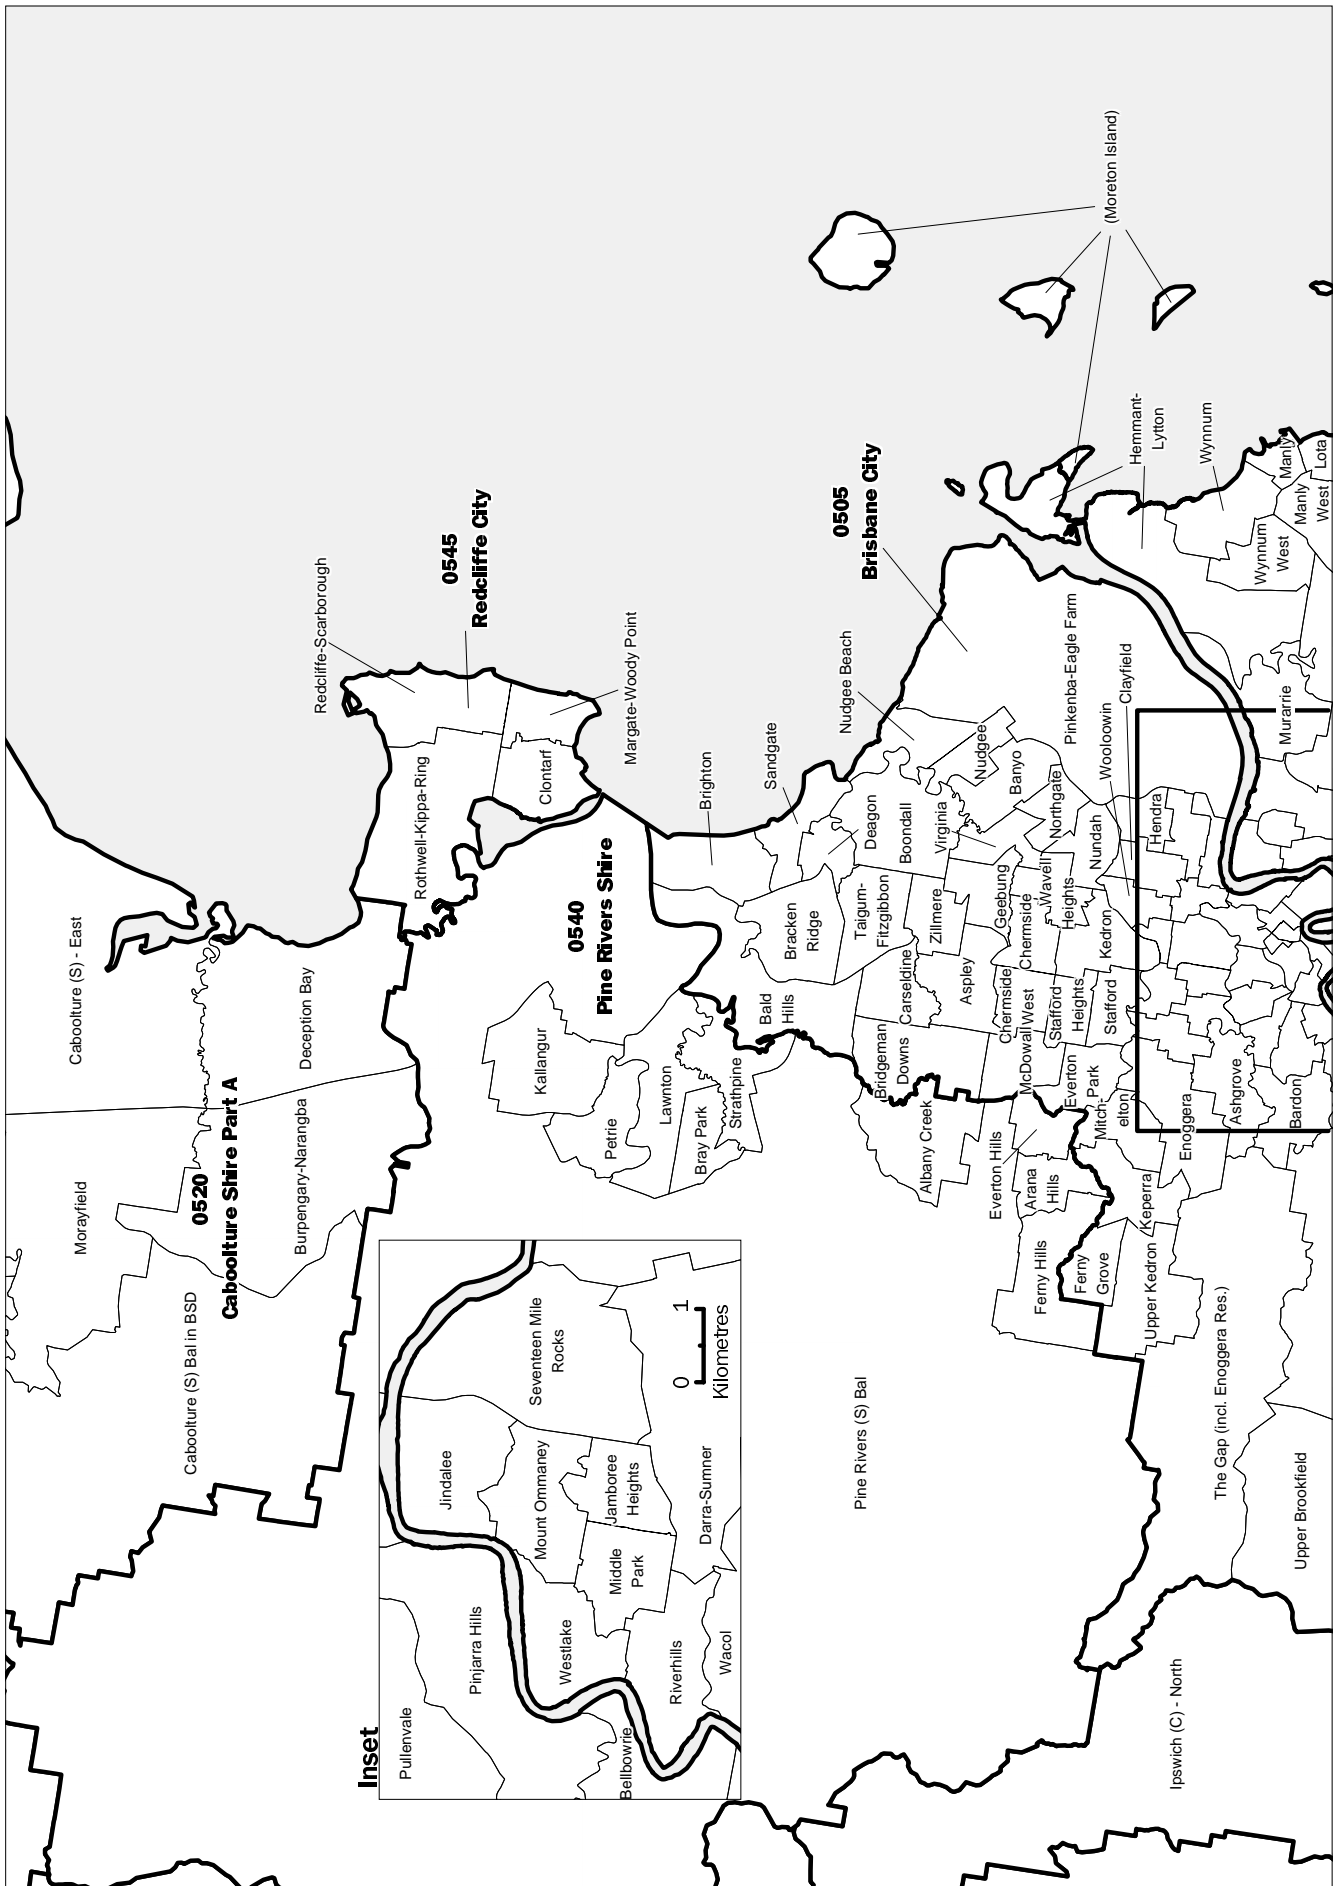 (Moreton Island)
Hemmant-
Lytton
Wynnum
Manly
Lota
Manly
West
Wynnum
West
0505
Brisbane City
0545
Redcliffe City
Redcliffe-Scarborough
Margate-Woody Point
Rothwell-Kippa-Ring
Clontarf
Nudgee Beach
Pinkenba-Eagle Farm
Clayfield
Wooloowin
Murarrie
Sandgate
Brighton
Nudgee
Banyo
Northgate
Hendra
Deagon
Boondall
Virginia
Nundah
Wavell
Heights
Geebung
Chermside
Kedron
Taigum-
Fitzgibbon
Zillmere
Bracken
Ridge
0540
Pine Rivers Shire
Caboolture (S) - East
Deception Bay
Bald
Hills
Carseldine
Aspley
Chermside
West
Stafford
Heights
Stafford
Bridgeman
Downs
McDowall
Everton
Park
Mitch-
elton
Enoggera
Ashgrove
Bardon
Kallangur
Petrie
Lawnton
Bray Park
Strathpine
Albany Creek
Everton Hills
Arana
Hills
Keperra
Ferny Hills
Ferny
Grove
Upper Kedron
The Gap (incl. Enoggera Res.)
Upper Brookfield
0520
Caboolture Shire Part A
Burpengary-Narangba
Morayfield
Caboolture (S) Bal in BSD
Pine Rivers (S) Bal
Ipswich (C) - North
Inset
Seventeen Mile
Rocks
Jindalee
Mount Ommaney
Jamboree
Heights
Darra-Sumner
Middle
Park
Westlake
Pinjarra Hills
Riverhills
Wacol
Pullenvale
Bellbowrie
0 1
Kilometres